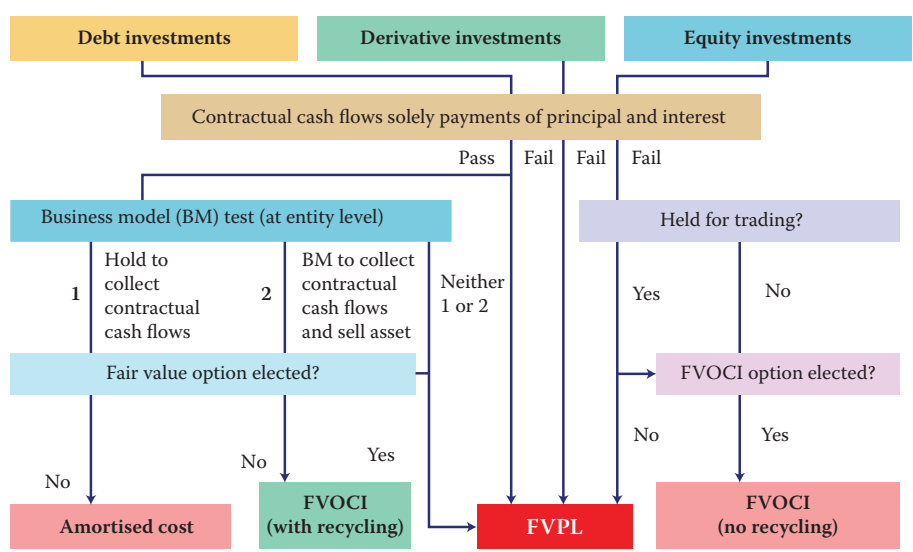 Debt investments
Derivative investments
Equity investments
Contractual cash flows solely payments of principal and interest
Pass
Fail
Fail
Fail
Business model (BM) test (at entity level)
Held for trading?
1
Hold to
collect
contractual
cash flows
2
BM to collect
contractual
cash flows
and sell asset
Neither
1 or 2
Yes
No
Fair value option elected?
FVOCI option elected?
No
No
Yes
No
Yes
Amortised cost
FVOCI
(with recycling)
FVPL
FVOCI
(no recycling)